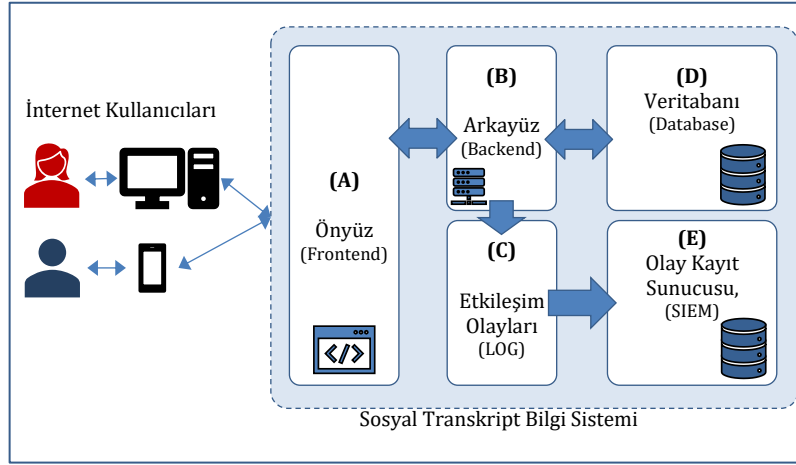 İnternet Kullanıcıları
(A)
Önyüz
(Frontend)
(B)
Arkayüz
(Backend)
(C)
Etkileşim
Olayları
(LOG)
(D)
Veritabanı
(Database)
(E)
Olay Kayıt
Sunucusu,
(SIEM)
Sosyal Transkript Bilgi Sistemi